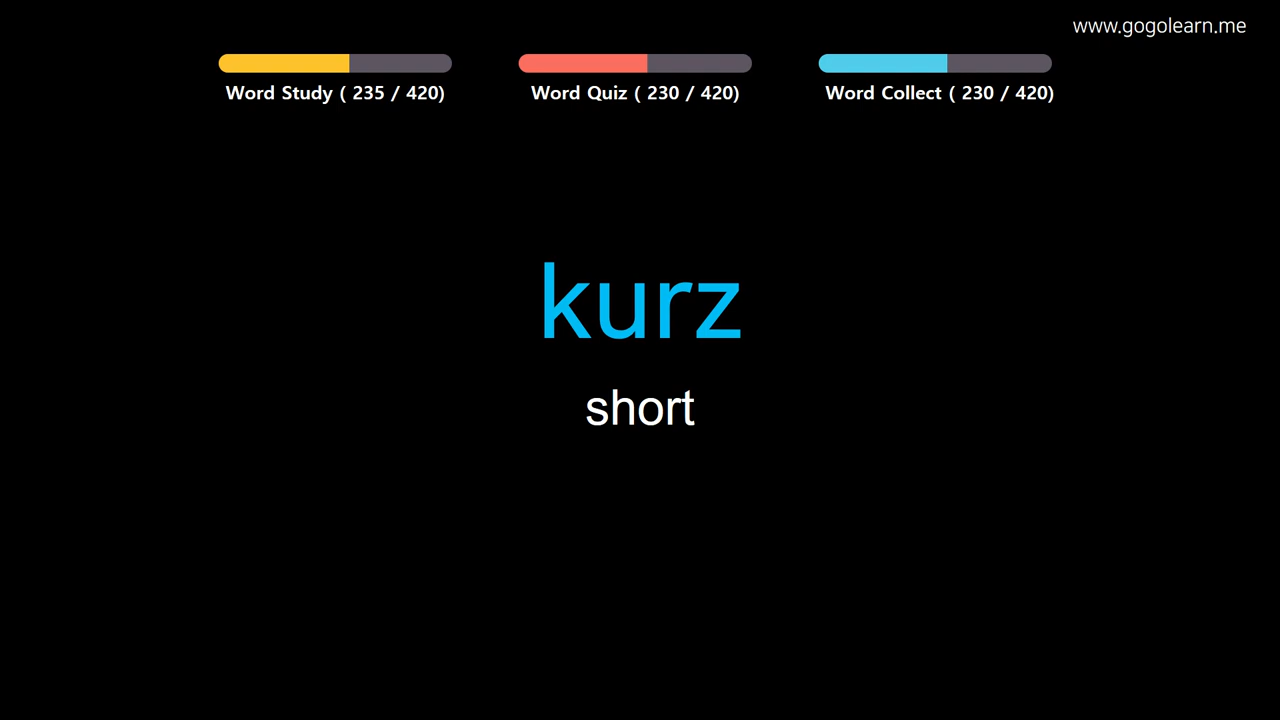 www.gogolearn.me
Word Study ( 235 / 420)
Word Quiz ( 230 / 420)
Word Collect ( 230 / 420)
kurz
short